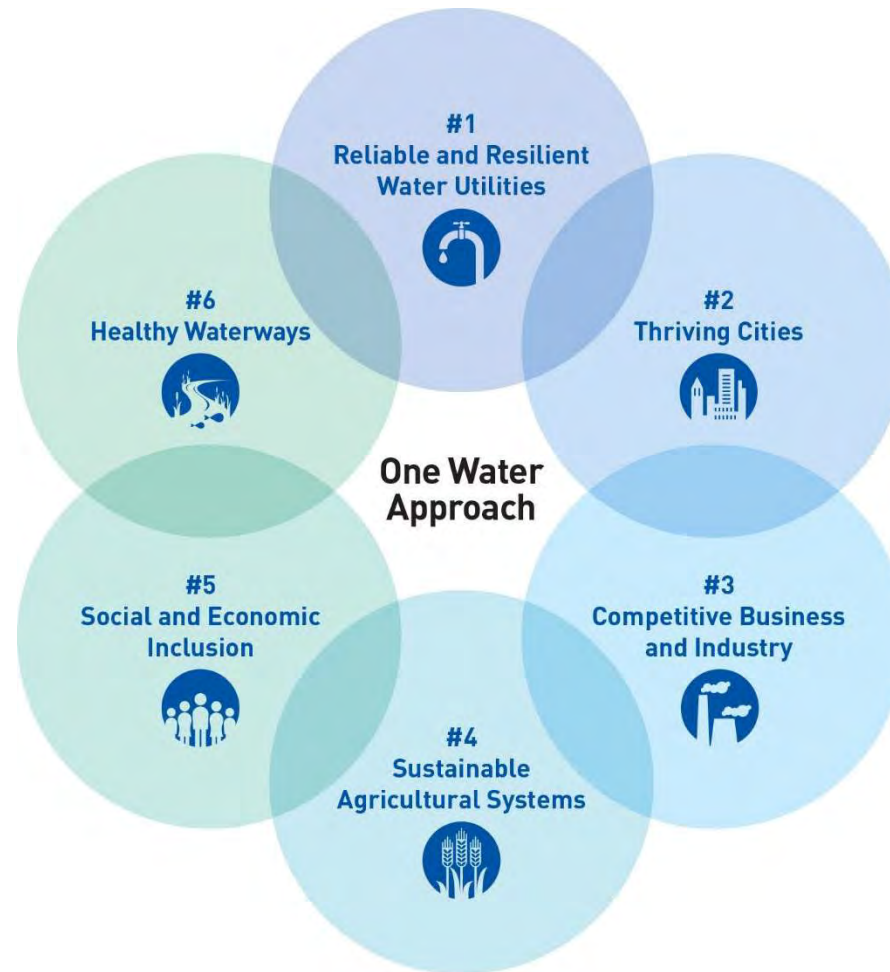 #1
Reliable and Resilient
Water Utilities
#2
Thriving Cities
#3
Competitive Business
and Industry
#4
Sustainable
Agricultural Systems
#5
Social and Economic
Inclusion
#6
Healthy Waterways
One Water
Approach